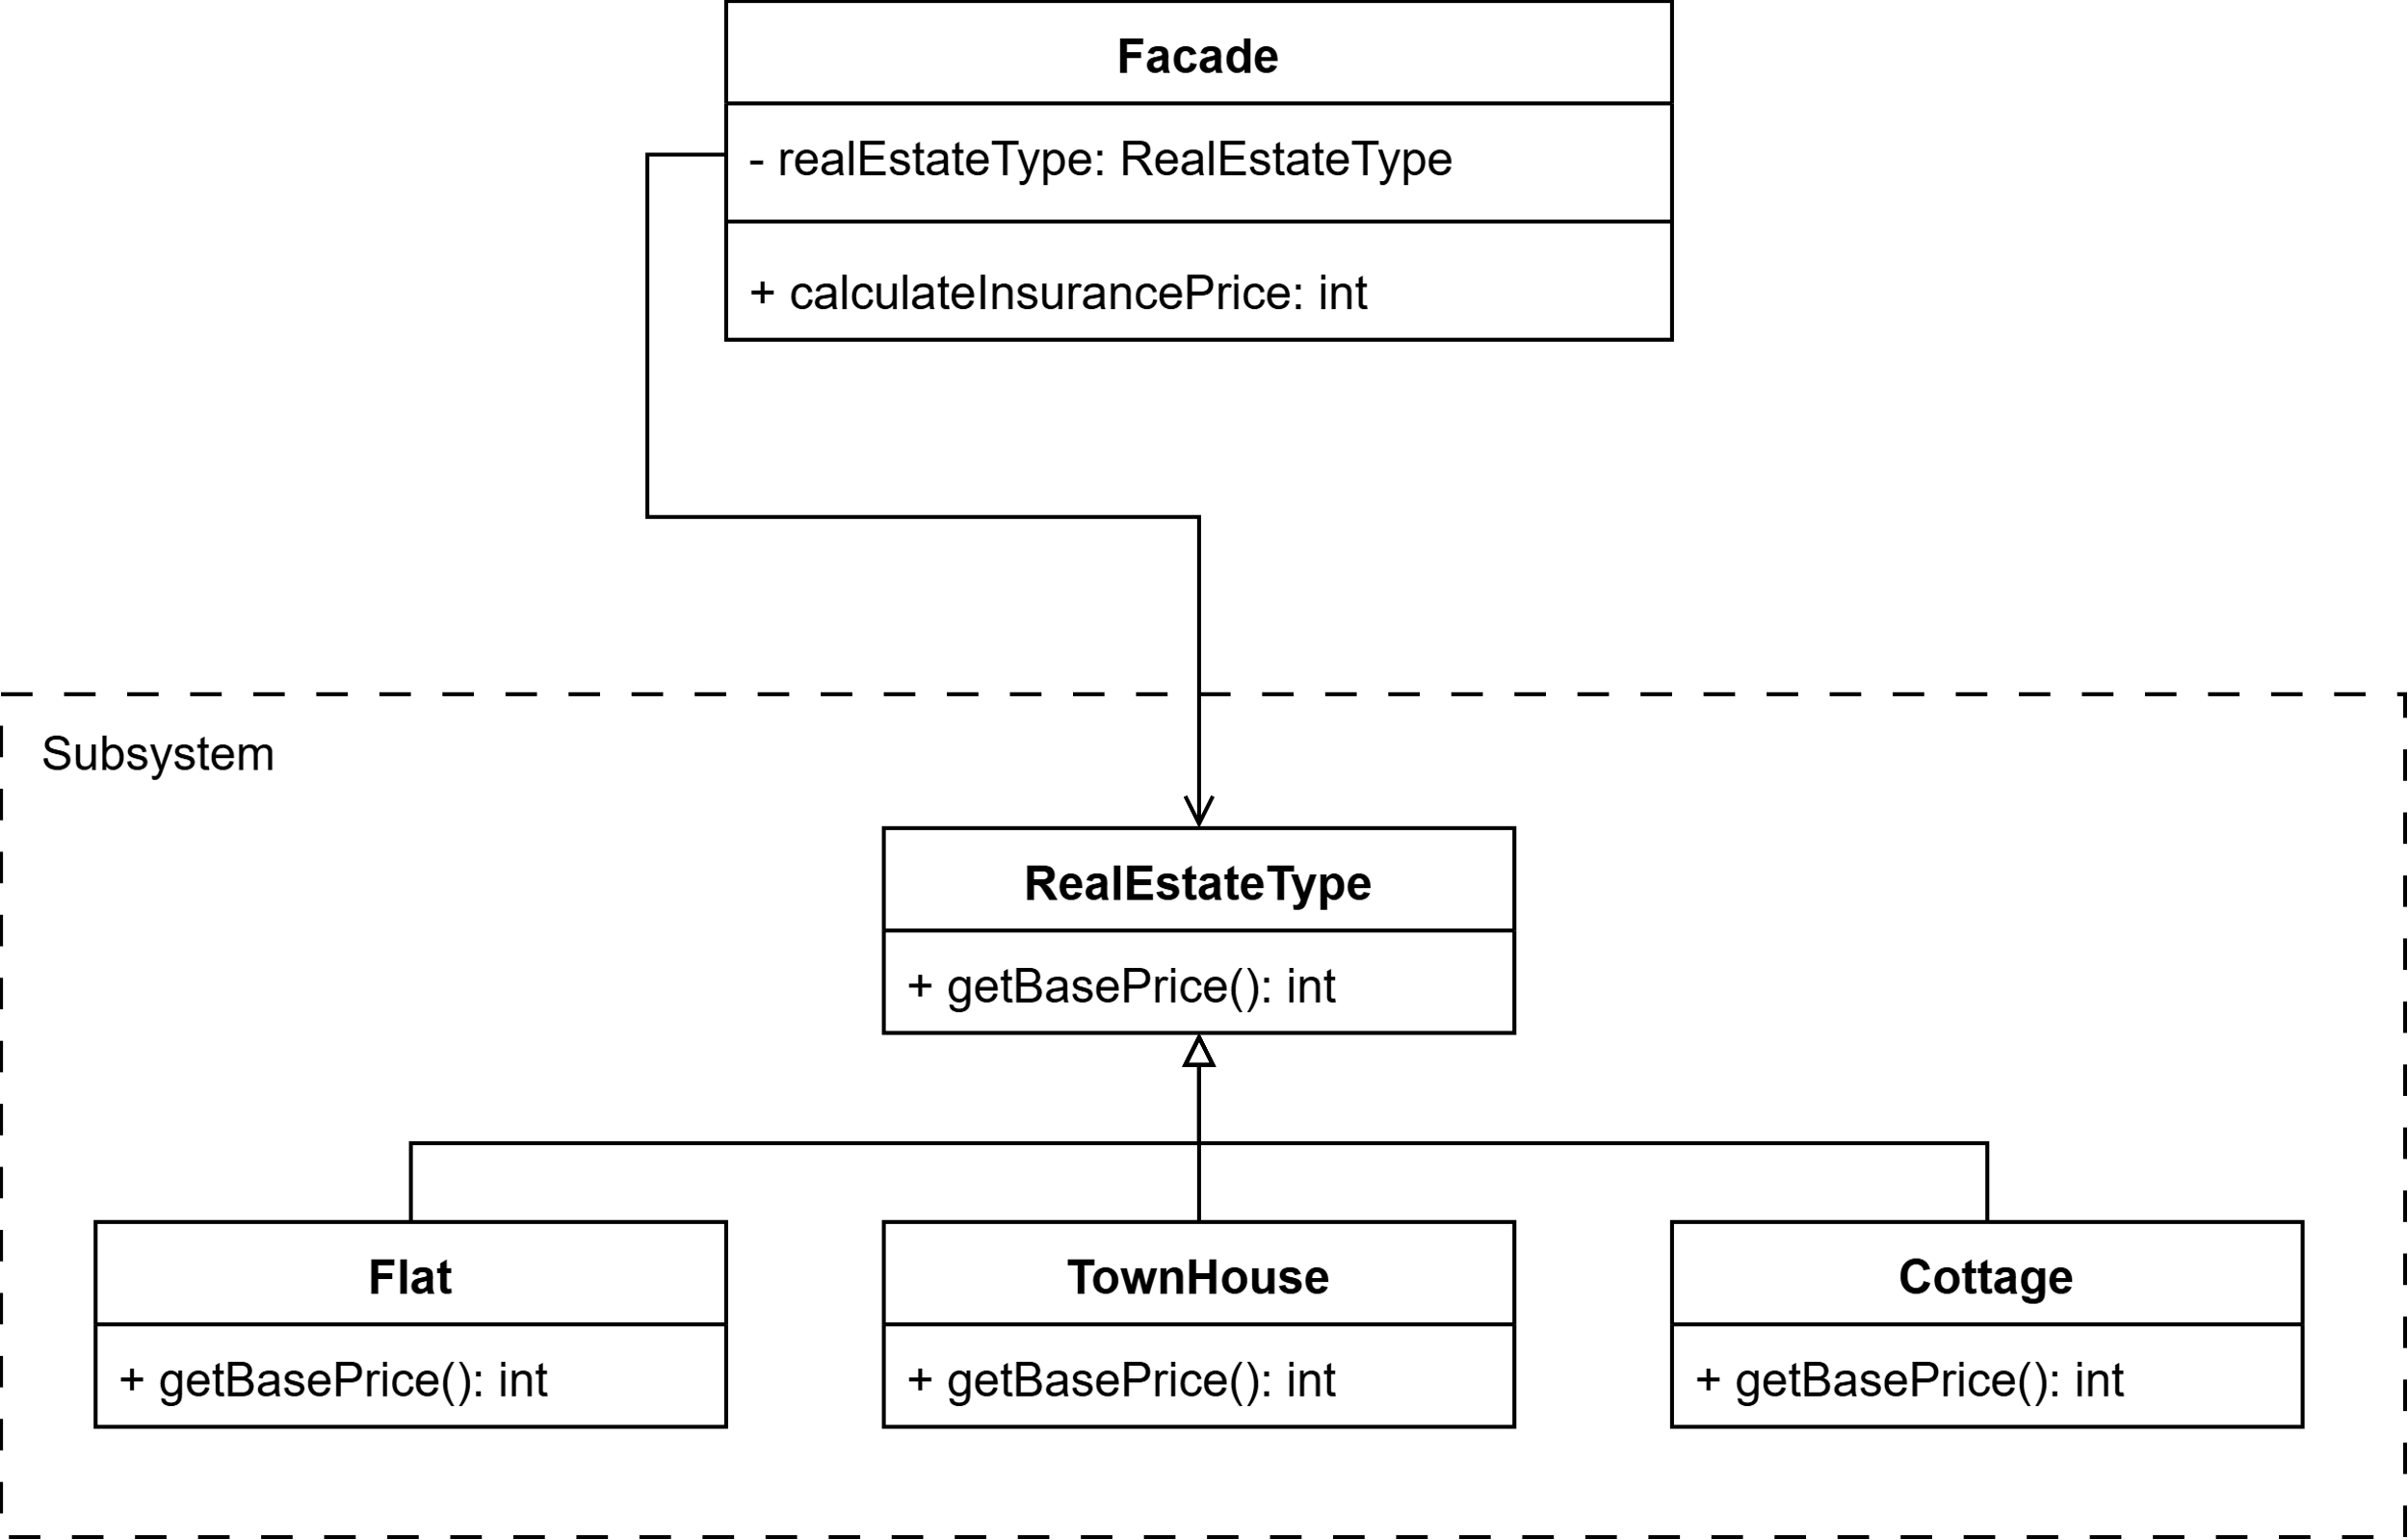 Facade
- realEstateType: RealEstateType
+ calculateInsurancePrice: int
Subsystem
RealEstateType
+ getBasePrice(): int
Flat
+ getBasePrice(): int
TownHouse
+ getBasePrice(): int
Cottage
+ getBasePrice(): int